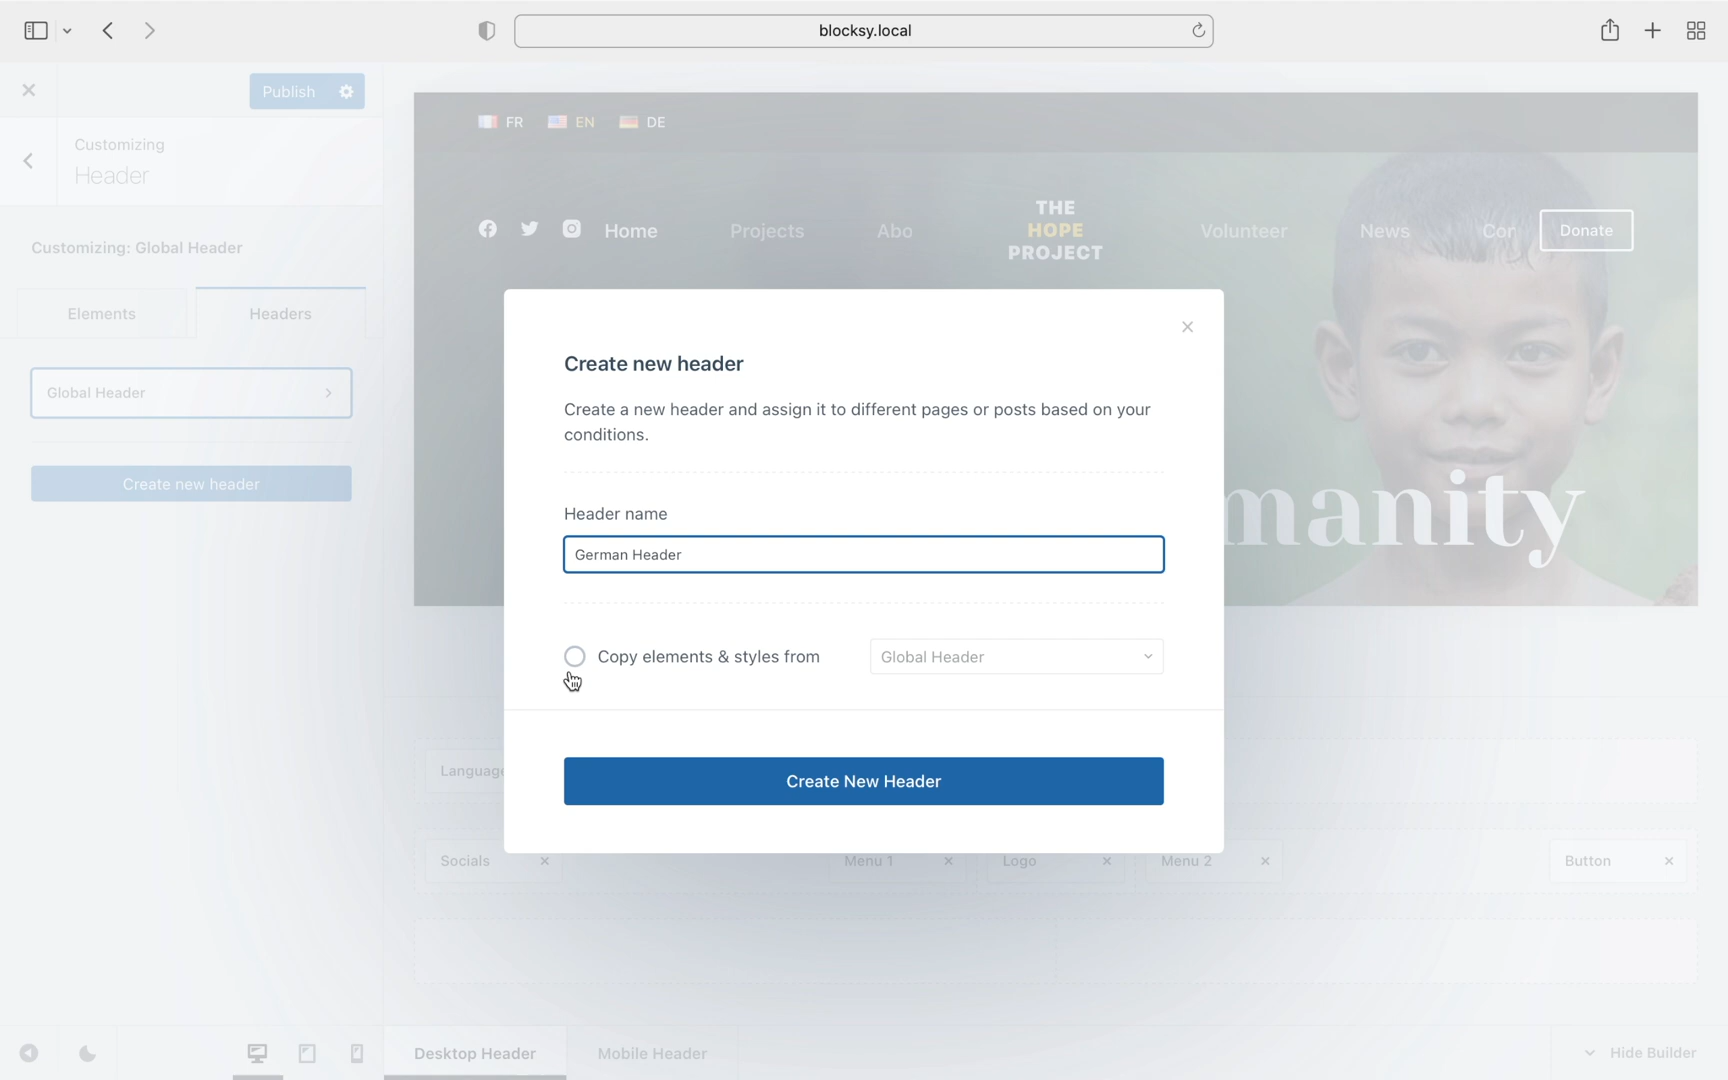 blocksy.local
Publish
Customizing
Header
Customizing: Global Header
Elements
Headers
Global Header
Create new header
FR
EN
DE
Home
Projects
Abo
THE
HOPE
PROJECT
Volunteer
News
Cor
Donate
manity
Create new header
Create a new header and assign it to different pages or posts based on your
conditions.
Header name
German Header
Copy elements & styles from
Global Header
Create New Header
Language
Socials
Menu 1
Logo
Menu 2
Button
Desktop Header
Mobile Header
Hide Builder